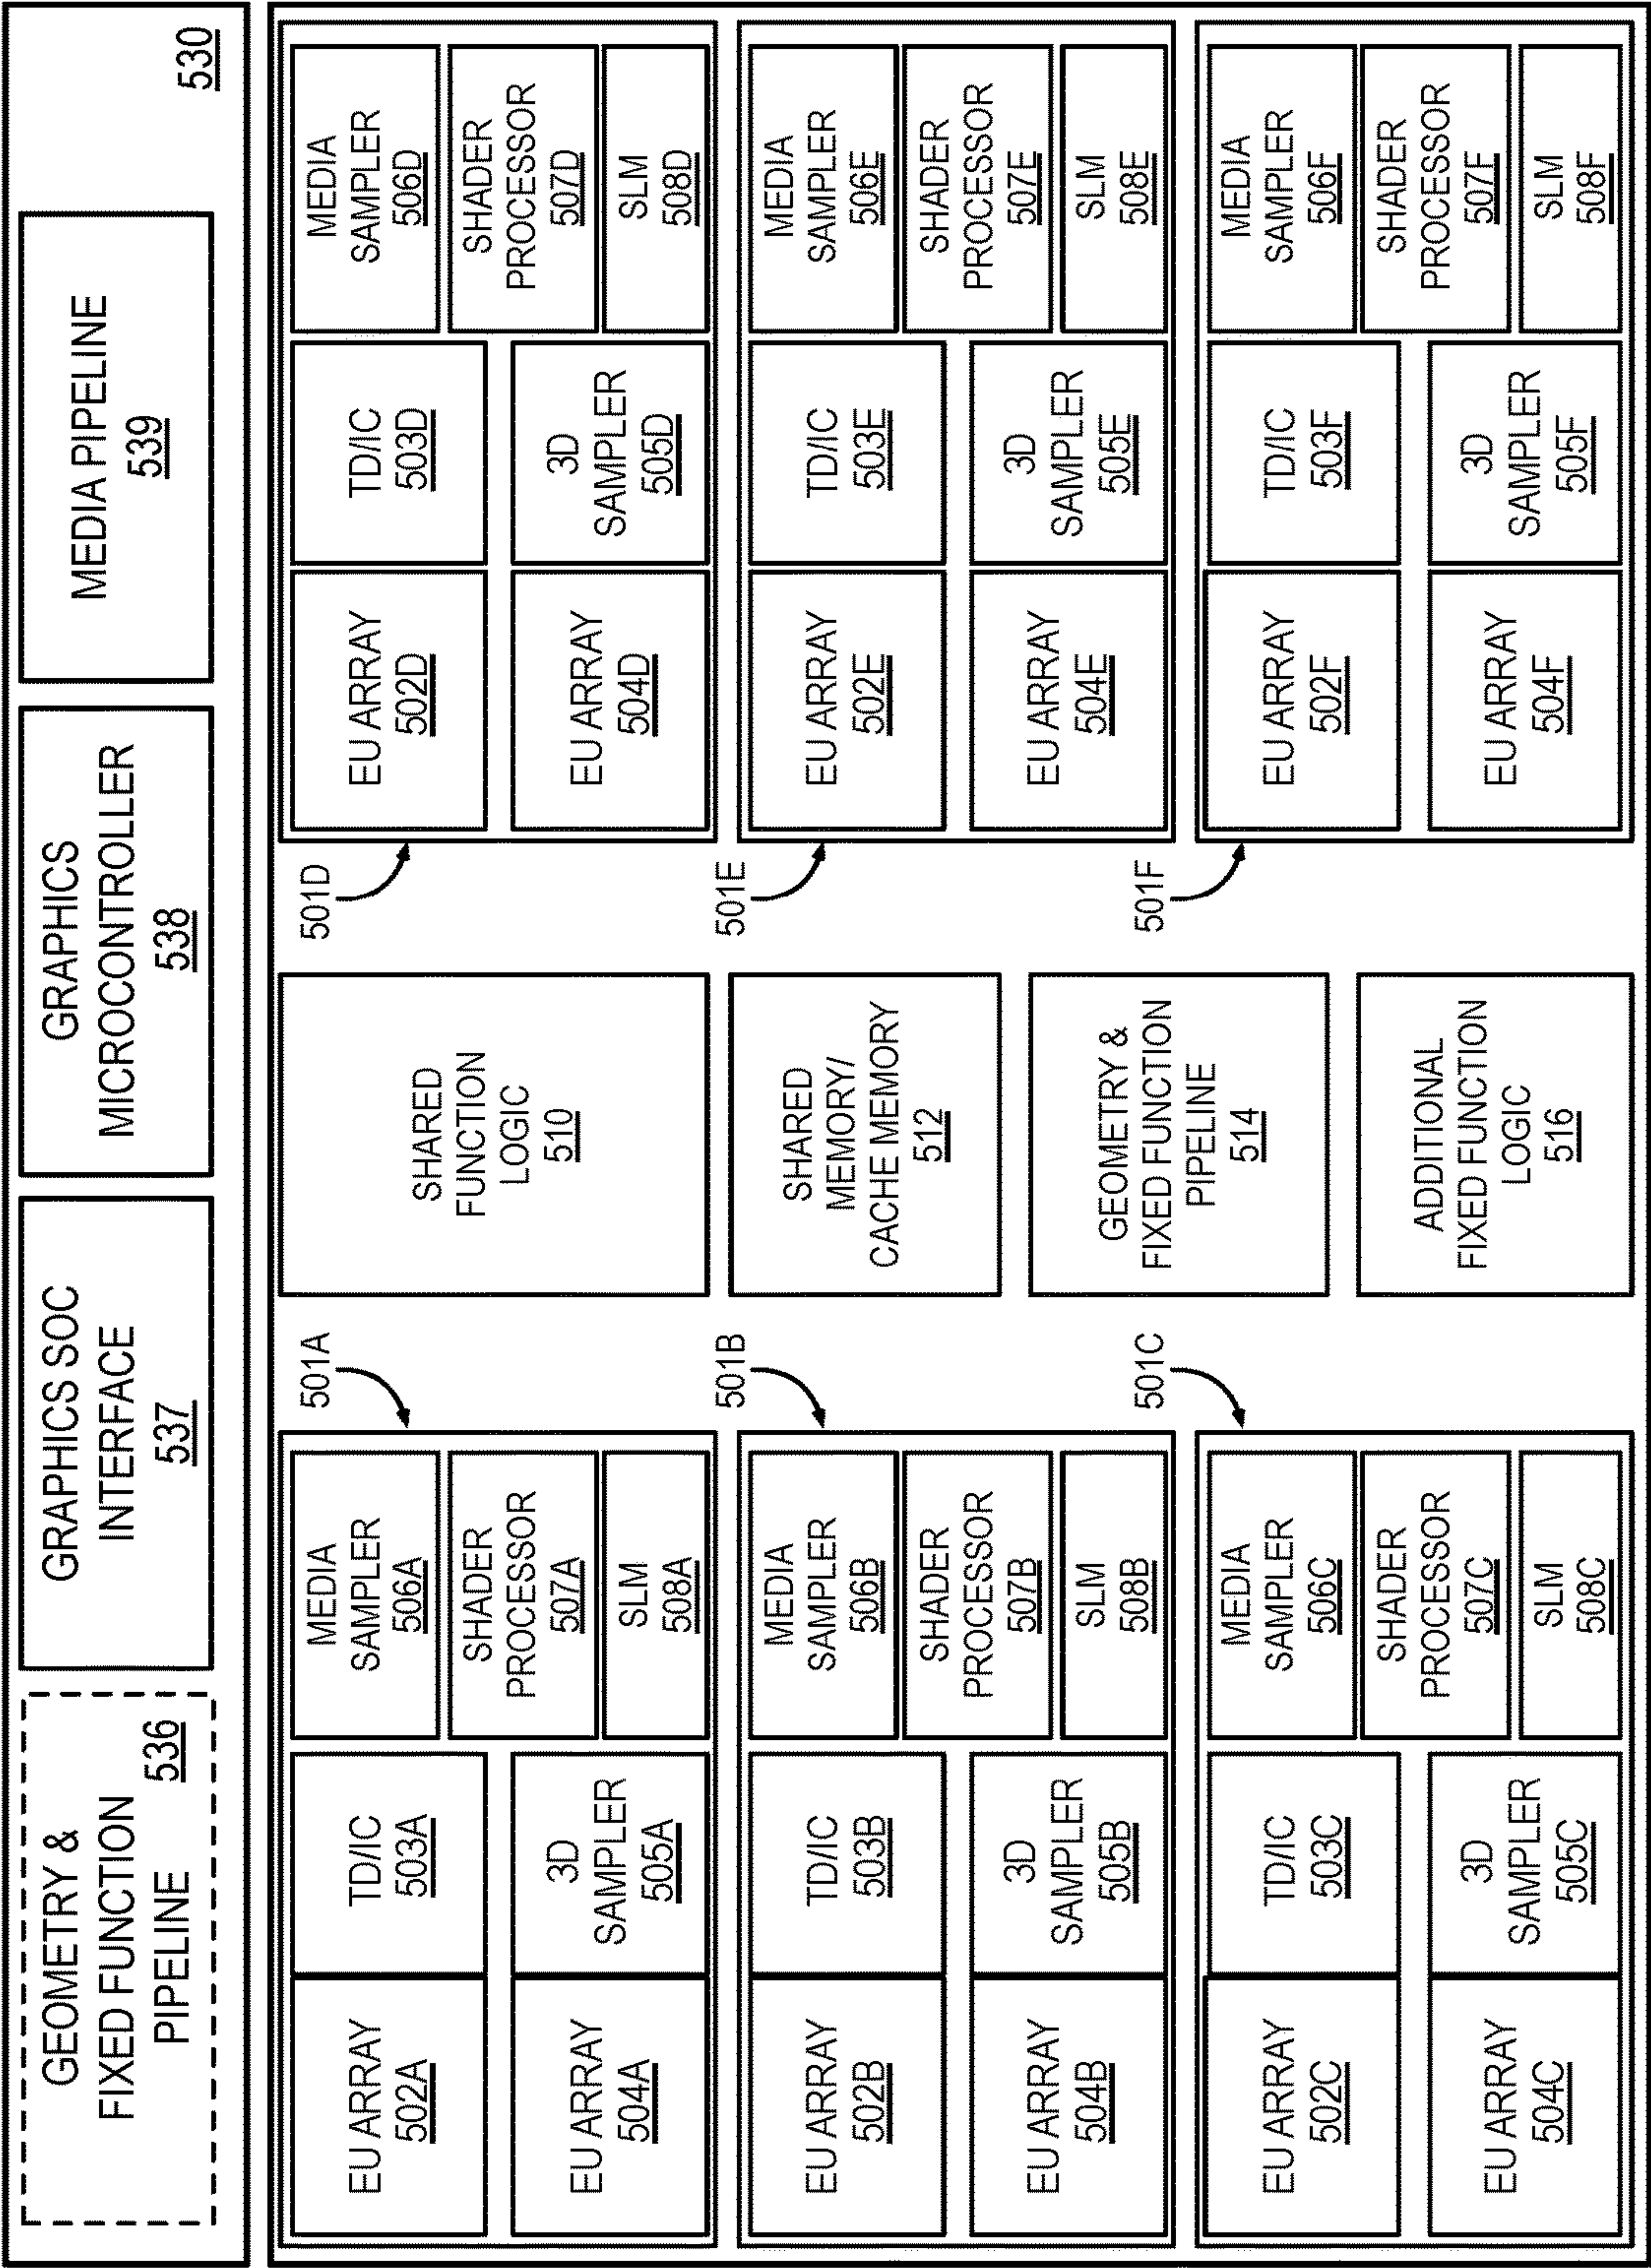 GEOMETRY &
FIXED FUNCTION
PIPELINE
536
GRAPHICS SOC
INTERFACE
537
GRAPHICS
MICROCONTROLLER
538
MEDIA PIPELINE
539
530
501A
EU ARRAY
502A
TD/IC
503A
MEDIA
SAMPLER
506A
EU ARRAY
504A
3D
SAMPLER
505A
SHADER
PROCESSOR
507A
SLM
508A
SHARED
FUNCTION
LOGIC
510
501D
EU ARRAY
502D
TD/IC
503D
MEDIA
SAMPLER
506D
EU ARRAY
504D
3D
SAMPLER
505D
SHADER
PROCESSOR
507D
SLM
508D
501B
EU ARRAY
502B
TD/IC
503B
MEDIA
SAMPLER
506B
EU ARRAY
504B
3D
SAMPLER
505B
SHADER
PROCESSOR
507B
SLM
508B
SHARED
MEMORY/
CACHE MEMORY
512
501E
EU ARRAY
502E
TD/IC
503E
MEDIA
SAMPLER
506E
EU ARRAY
504E
3D
SAMPLER
505E
SHADER
PROCESSOR
507E
SLM
508E
GEOMETRY &
FIXED FUNCTION
PIPELINE
514
501C
EU ARRAY
502C
TD/IC
503C
MEDIA
SAMPLER
506C
EU ARRAY
504C
3D
SAMPLER
505C
SHADER
PROCESSOR
507C
SLM
508C
ADDITIONAL
FIXED FUNCTION
LOGIC
516
501F
EU ARRAY
502F
TD/IC
503F
MEDIA
SAMPLER
506F
EU ARRAY
504F
3D
SAMPLER
505F
SHADER
PROCESSOR
507F
SLM
508F